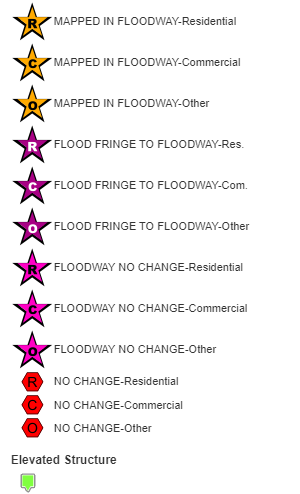 R MAPPED IN FLOODWAY-Residential
C MAPPED IN FLOODWAY-Commercial
O MAPPED IN FLOODWAY-Other
R FLOOD FRINGE TO FLOODWAY-Res.
C FLOOD FRINGE TO FLOODWAY-Com.
O FLOOD FRINGE TO FLOODWAY-Other
R FLOODWAY NO CHANGE-Residential
C FLOODWAY NO CHANGE-Commercial
O FLOODWAY NO CHANGE-Other
R NO CHANGE-Residential
C NO CHANGE-Commercial
O NO CHANGE-Other
Elevated Structure